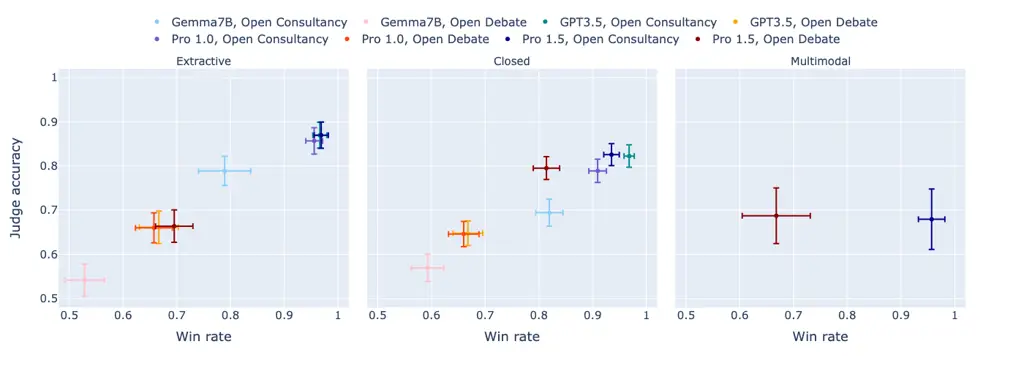 Gemma7B, Open Consultancy Gemma7B, Open Debate GPT3.5, Open Consultancy GPT3.5, Open Debate
Pro 1.0, Open Consultancy Pro 1.0, Open Debate Pro 1.5, Open Consultancy Pro 1.5, Open Debate
Extractive Closed Multimodal
Judge accuracy
1
0.9
0.8
0.7
0.6
0.5
0.5 0.6 0.7 0.8 0.9 1 0.5 0.6 0.7 0.8 0.9 1 0.5 0.6 0.7 0.8 0.9 1
Win rate Win rate Win rate